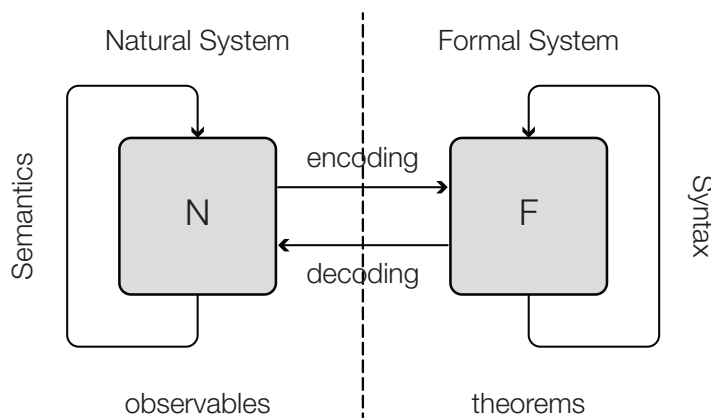 Natural System
Formal System
Semantics
N
encoding
decoding
F
Syntax
observables
theorems